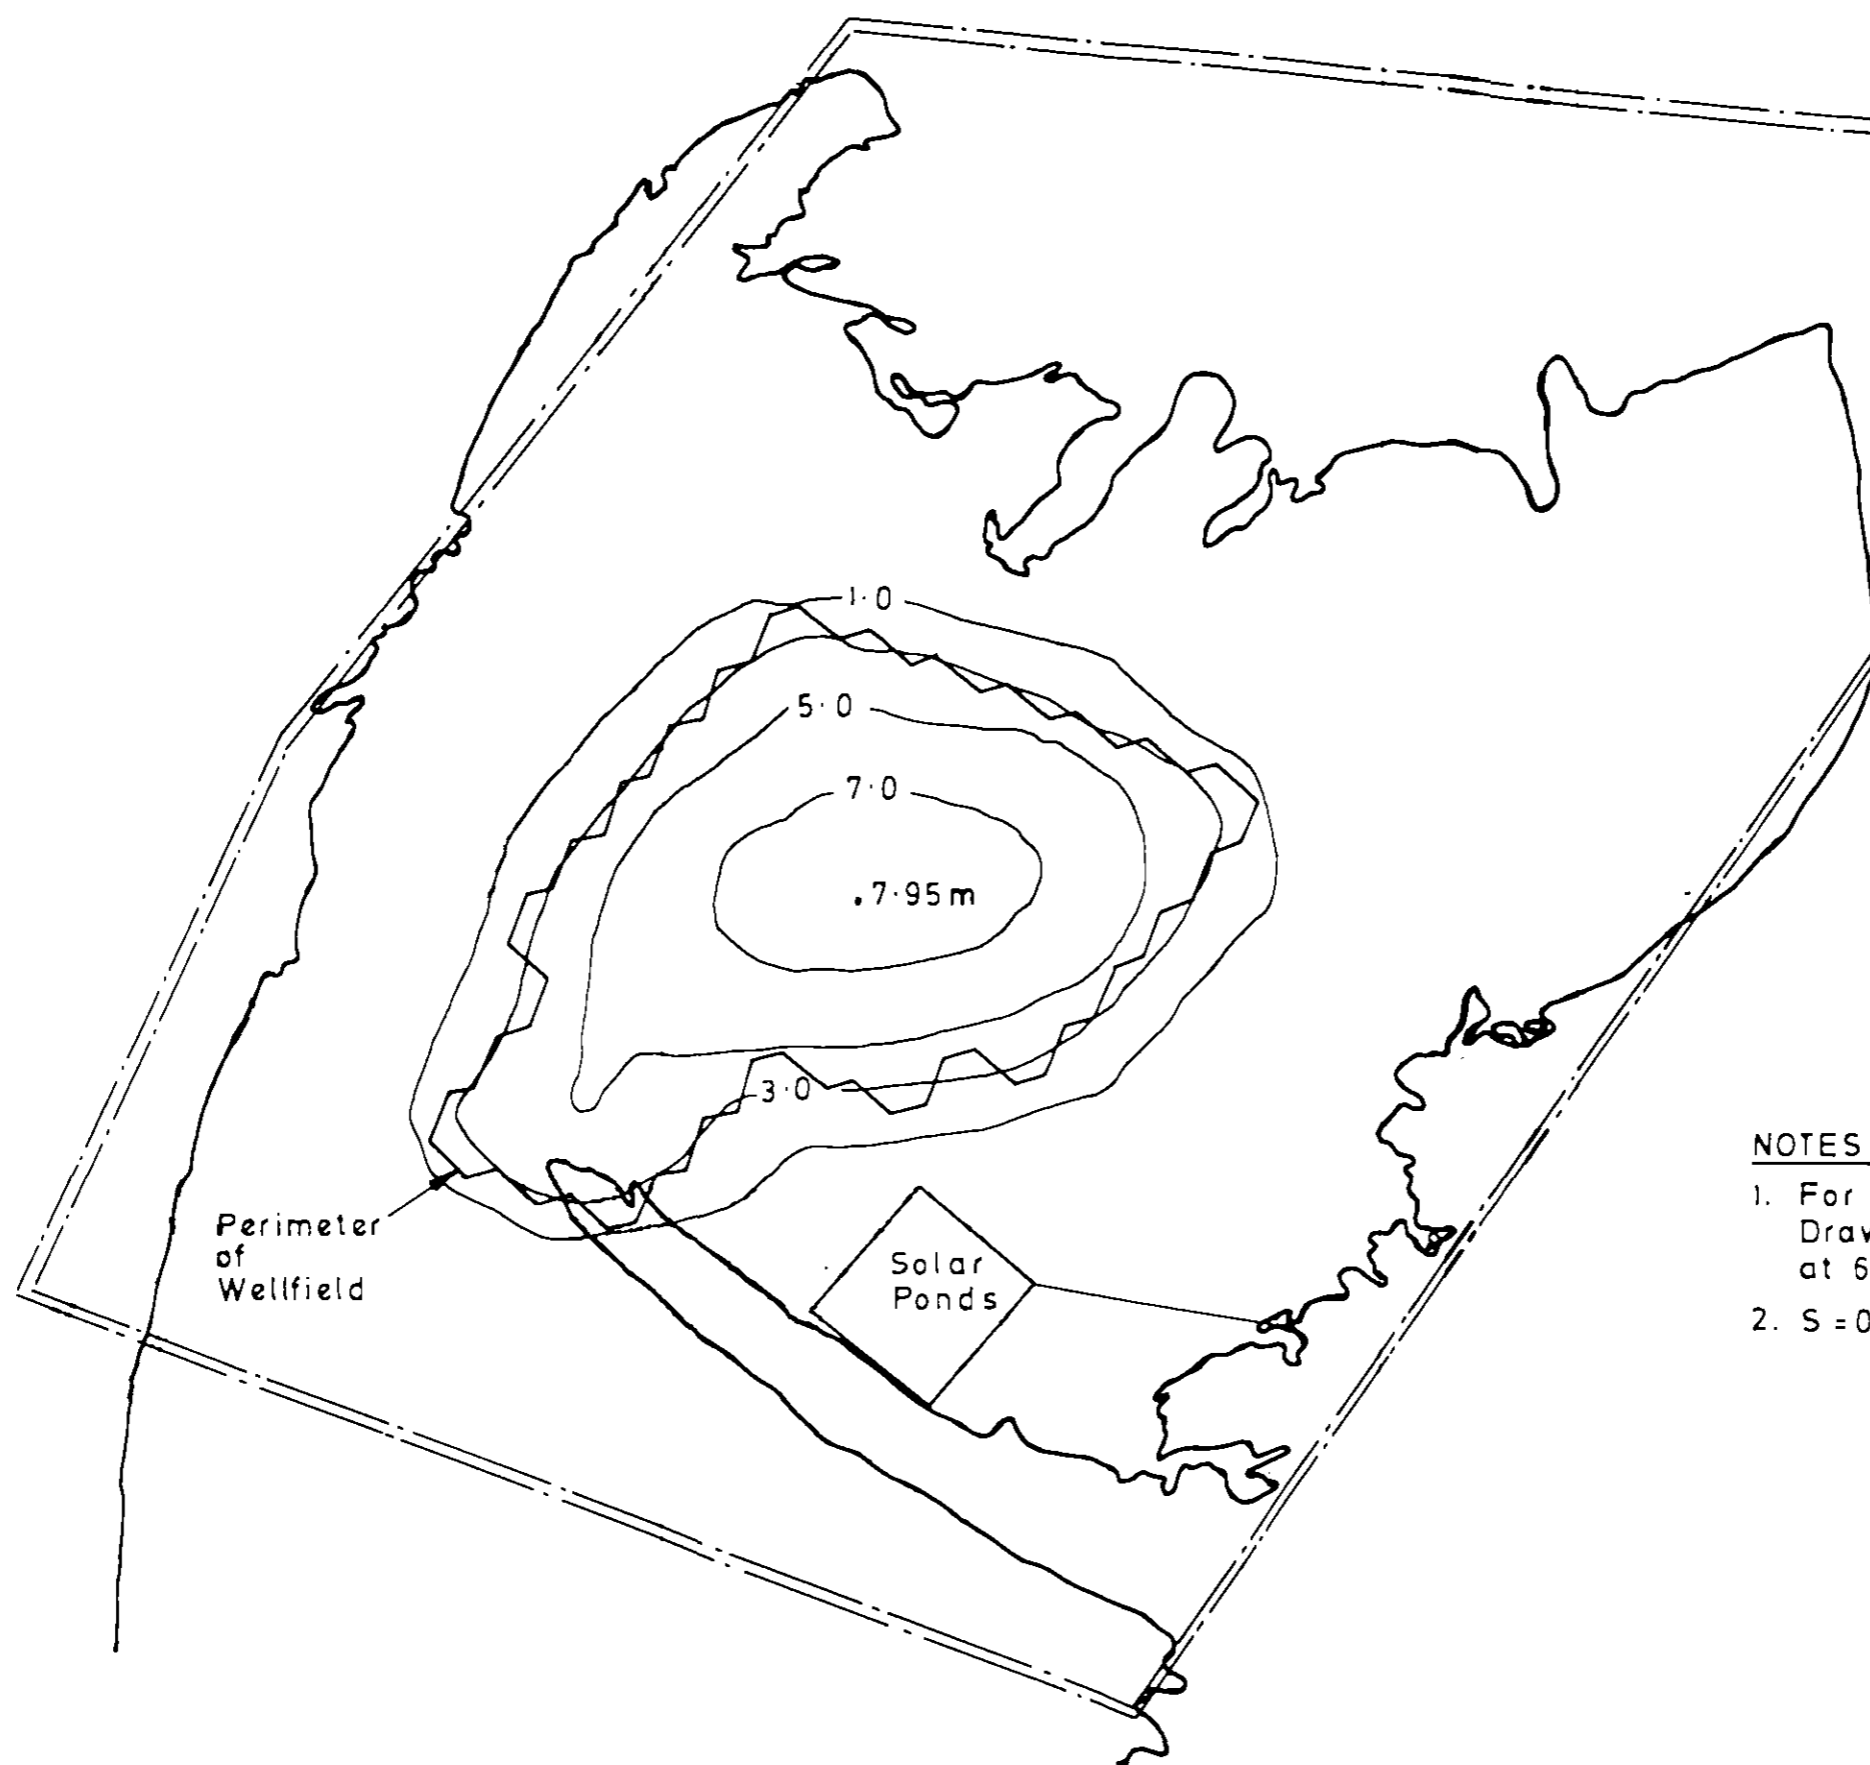 1·0
5·0
7·0
.7·95m
3·0
Perimeter
of
Wellfield
Solar
Ponds
NOTES
1. For
Draw
at 6
2. S = 0